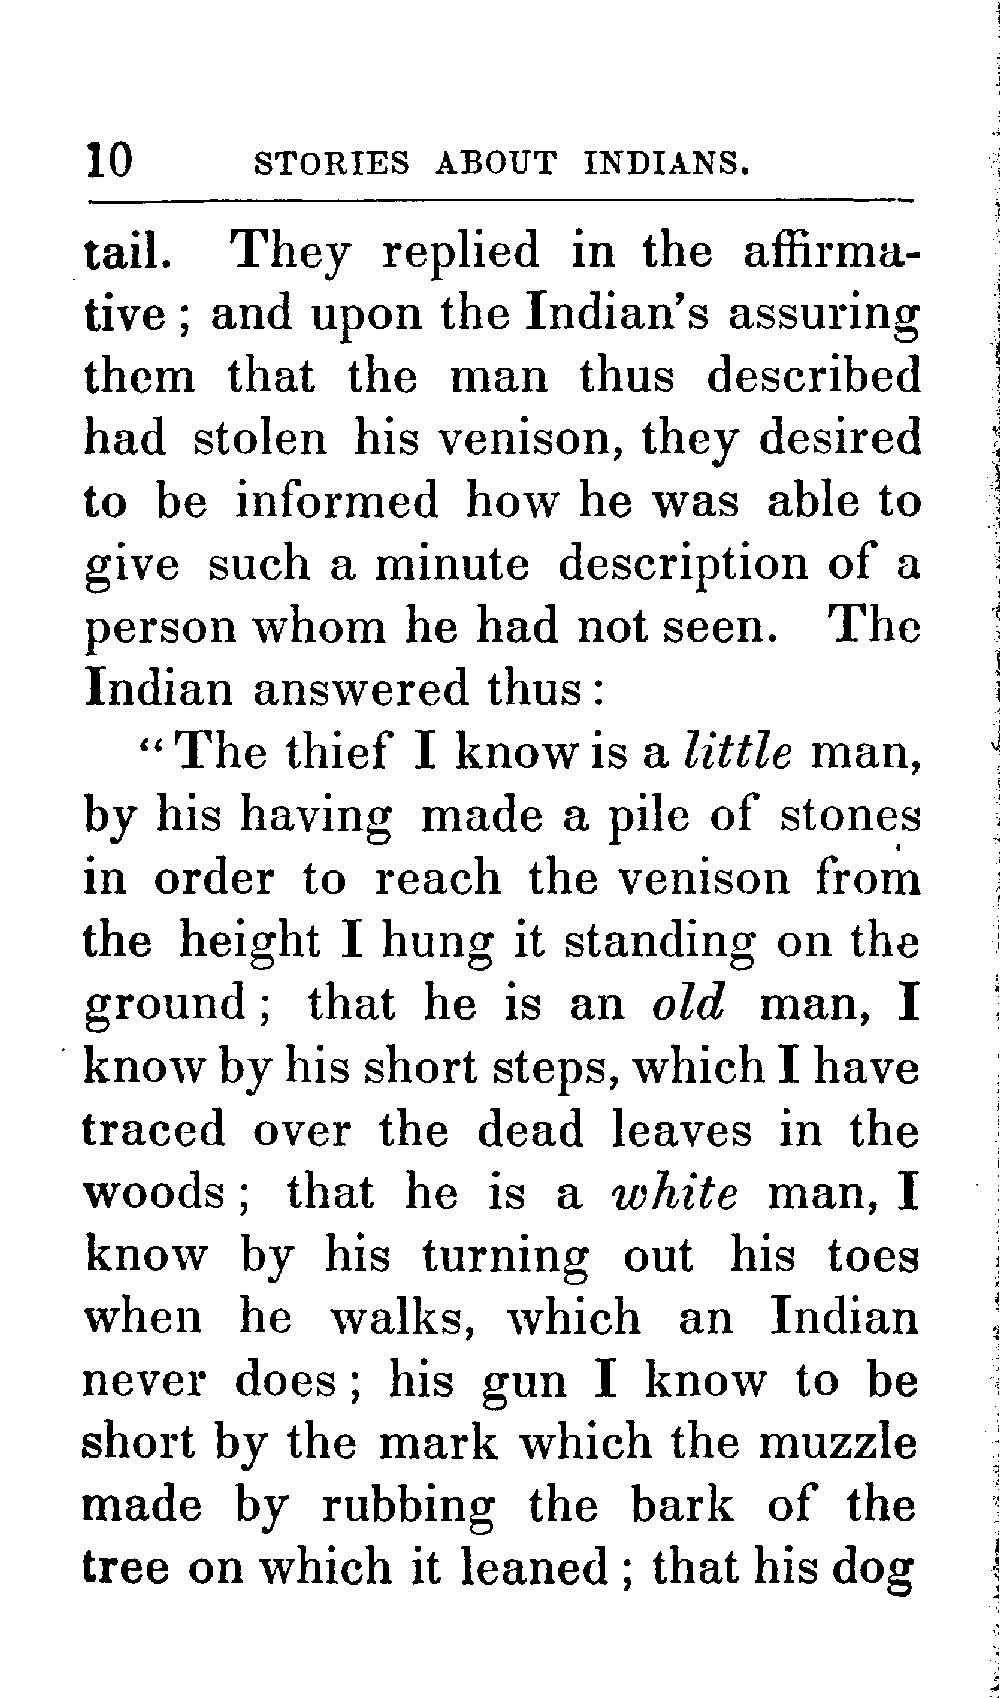 10 STORIES ABOUT INDIANS.
tail. They replied in the affirma-
tive ; and upon the Indian's assuring
them that the man thus described
had stolen his venison, they desired
to be informed how he was able to
give such a minute description of a
person whom he had not seen. The
Indian answered thus :
“ The thief I know is a little man,
by his having made a pile of stones
in order to reach the venison from
the height I hung it standing on the
ground ; that he is an old man, I
know by his short steps, which I have
traced over the dead leaves in the
woods ; that he is a white man, I
know by his turning out his toes
when he walks, which an Indian
never does ; his gun I know to be
short by the mark which the muzzle
made by rubbing the bark of the
tree on which it leaned ; that his dog